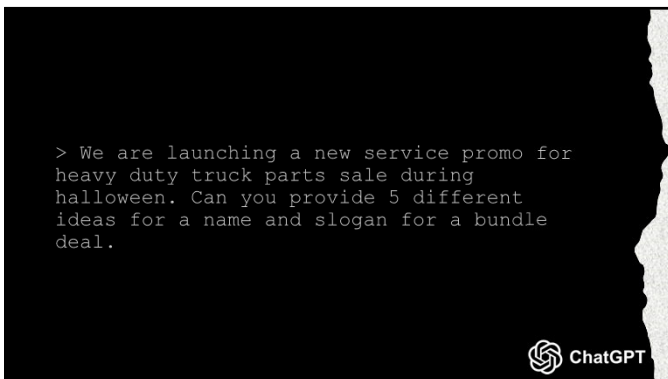 > We are launching a new service promo for
heavy duty truck parts sale during
halloween. Can you provide 5 different
ideas for a name and slogan for a bundle
deal.
ChatGPT